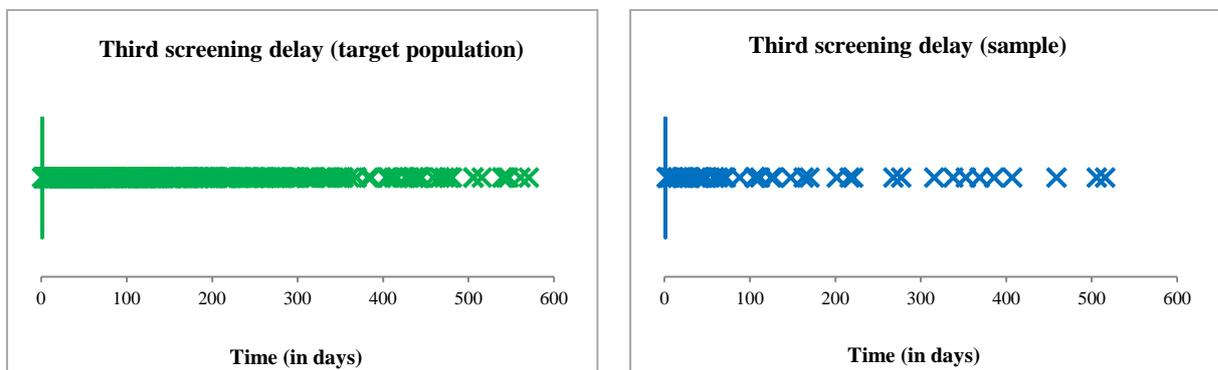 Third screening delay (target population)
0 100 200 300 400 500 600
Time (in days)
Third screening delay (sample)
0 100 200 300 400 500 600
Time (in days)